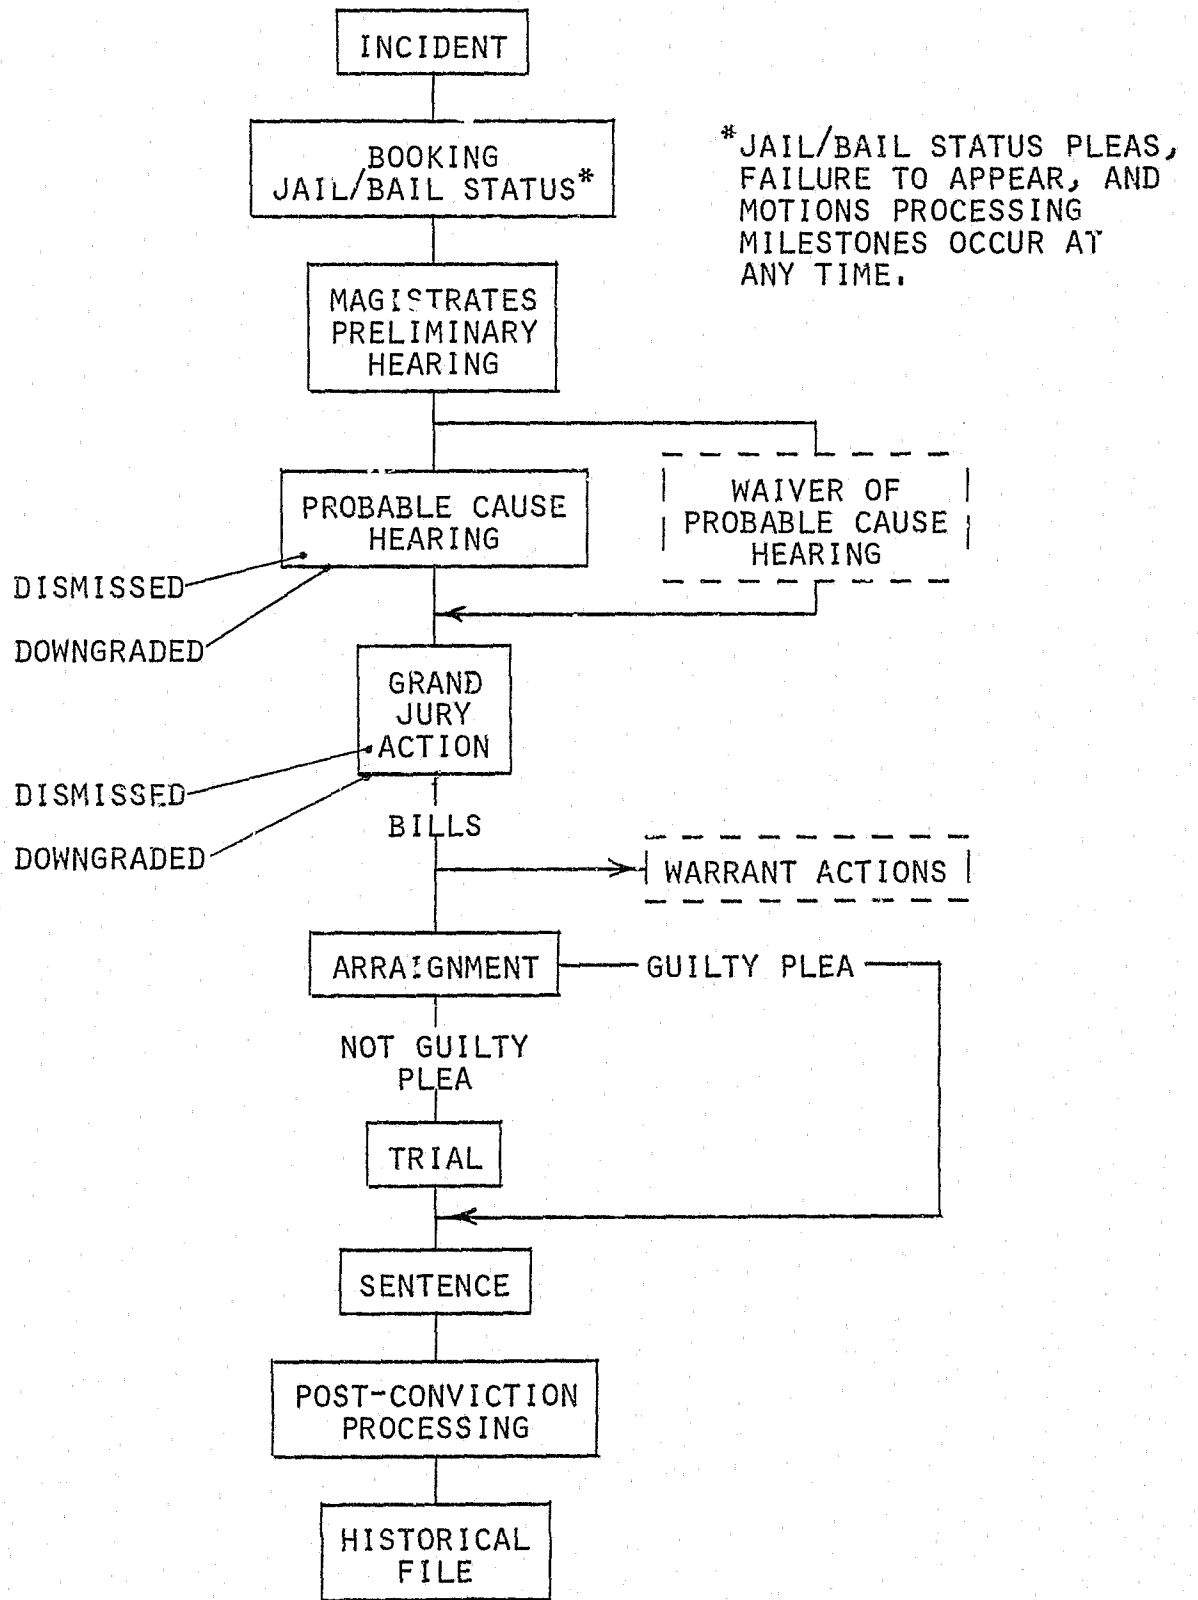 INCIDENT
BOOKING
JAIL/BAIL STATUS*
*JAIL/BAIL STATUS PLEAS,
FAILURE TO APPEAR, AND
MOTIONS PROCESSING
MILESTONES OCCUR AT
ANY TIME.
MAGISTRATES
PRELIMINARY
HEARING
PROBABLE CAUSE
HEARING
WAIVER OF
PROBABLE CAUSE
HEARING
DISMISSED
DOWNGRADED
GRAND
JURY
ACTION
DISMISSED
DOWNGRADED
BILLS
WARRANT ACTIONS
ARRAIGNMENT
GUILTY PLEA
NOT GUILTY
PLEA
TRIAL
SENTENCE
POST-CONVICTION
PROCESSING
HISTORICAL
FILE